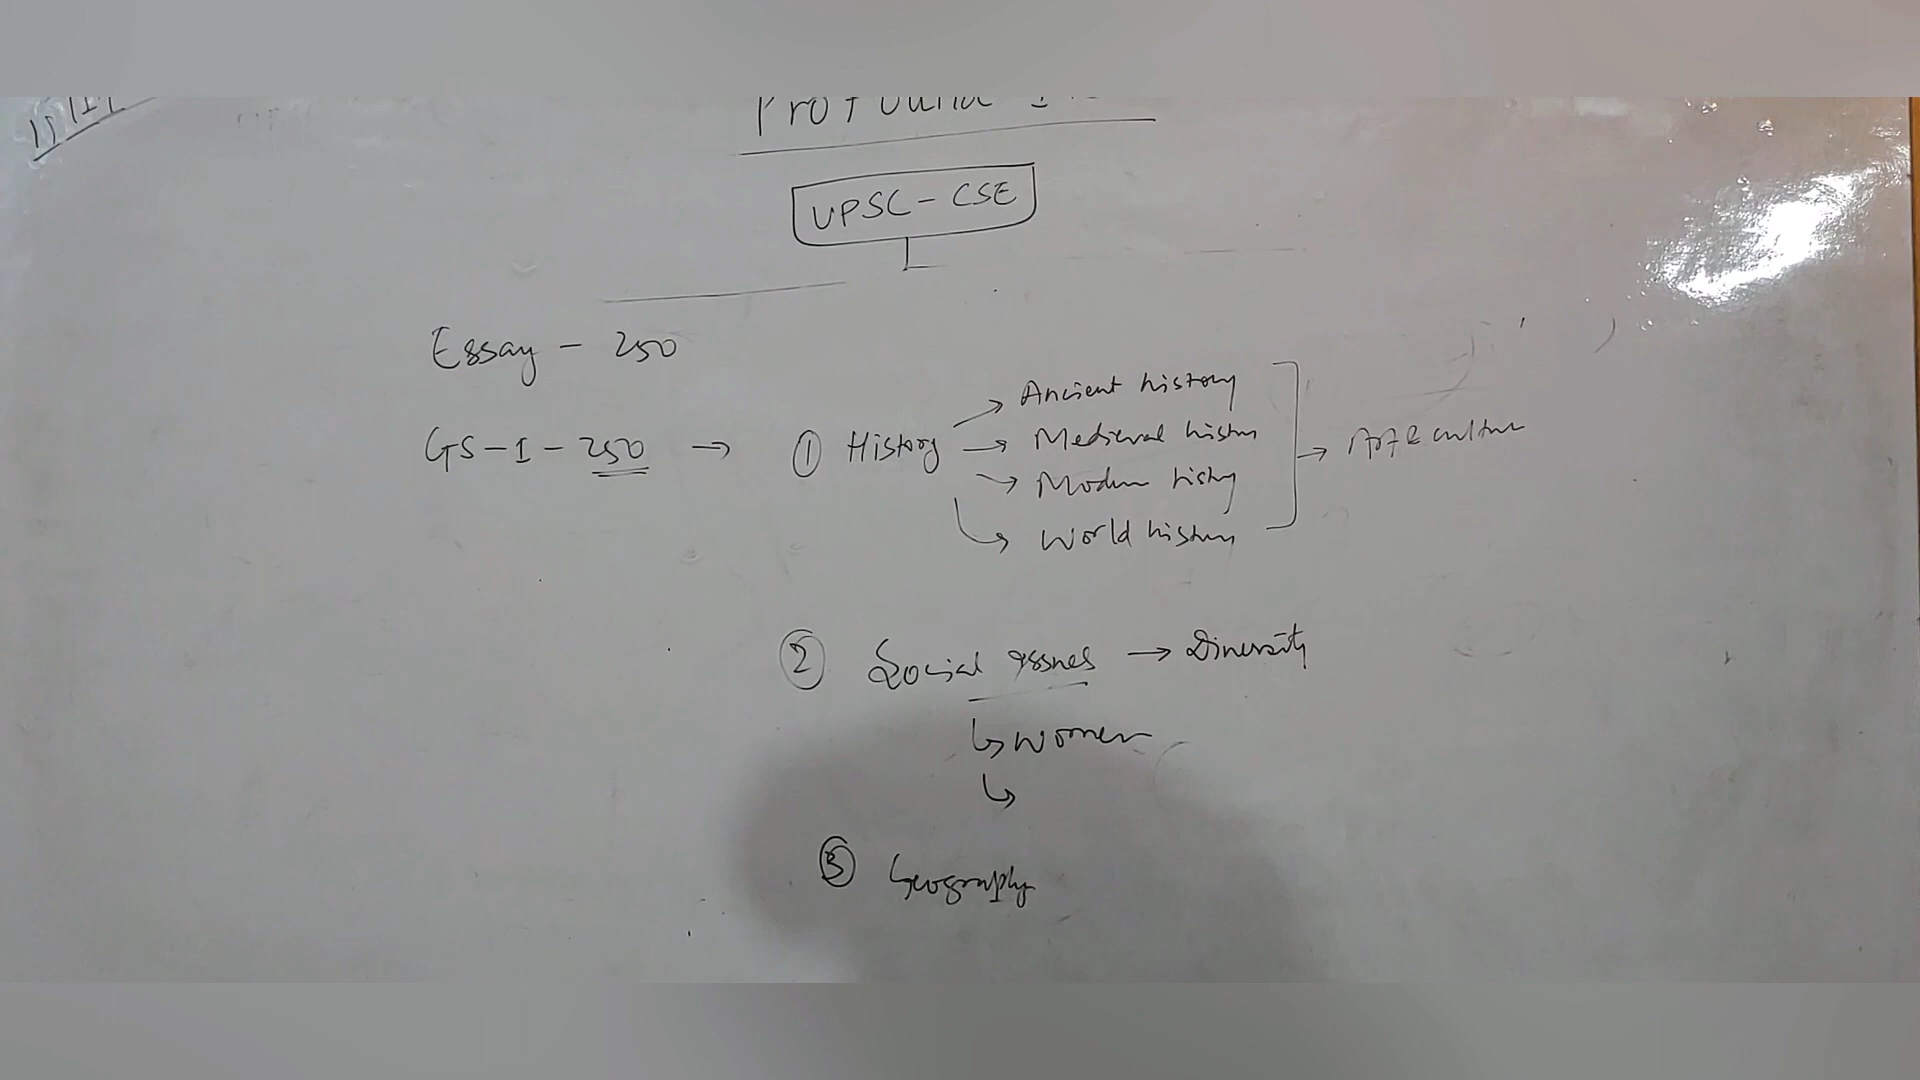 UPSC - CSE
Essay - 250
GS-I-250 → ① History → Ancient history
→ Medieval history
→ Modern history
→ World history
→ Art & culture
② Social issues → Diversity
↳ women
↳
③ Geography